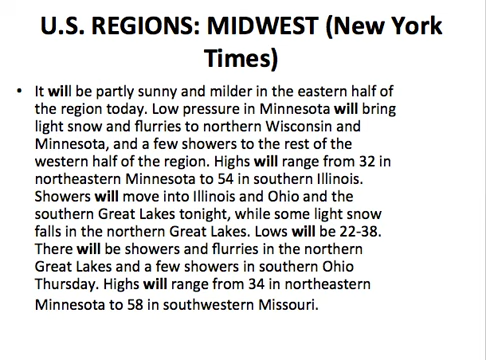 U.S. REGIONS: MIDWEST (New York
Times)
• It will be partly sunny and milder in the eastern half of
the region today. Low pressure in Minnesota will bring
light snow and flurries to northern Wisconsin and
Minnesota, and a few showers to the rest of the
western half of the region. Highs will range from 32 in
northeastern Minnesota to 54 in southern Illinois.
Showers will move into Illinois and Ohio and the
southern Great Lakes tonight, while some light snow
falls in the northern Great Lakes. Lows will be 22-38.
There will be showers and flurries in the northern
Great Lakes and a few showers in southern Ohio
Thursday. Highs will range from 34 in northeastern
Minnesota to 58 in southwestern Missouri.